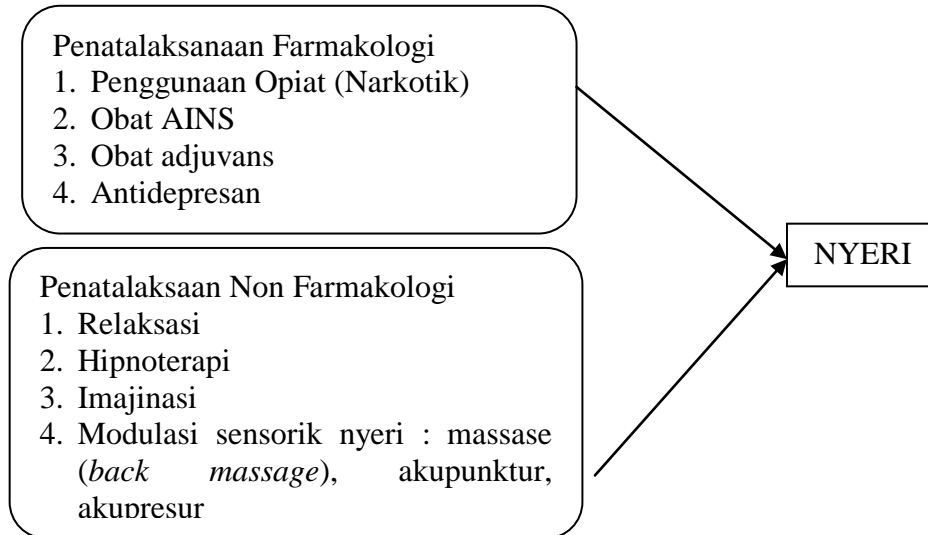 Penatalaksanaan Farmakologi
1. Penggunaan Opiat (Narkotik)
2. Obat AINS
3. Obat adjuvans
4. Antidepresan
NYERI
Penatalaksaan Non Farmakologi
1. Relaksasi
2. Hipnoterapi
3. Imajinasi
4. Modulasi sensorik nyeri : massase
(back massage), akupunktur,
akupresur